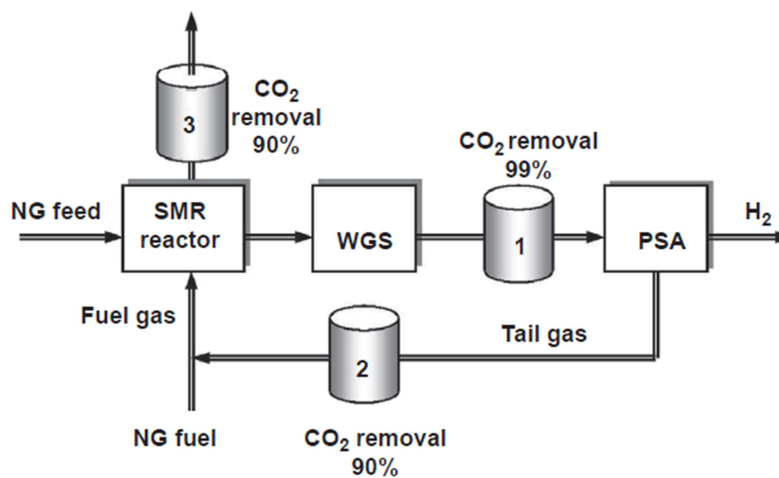 CO₂
removal
90%
3
CO₂ removal
99%
NG feed
SMR
reactor
WGS
1
PSA
H₂
Fuel gas
Tail gas
2
NG fuel
CO₂ removal
90%